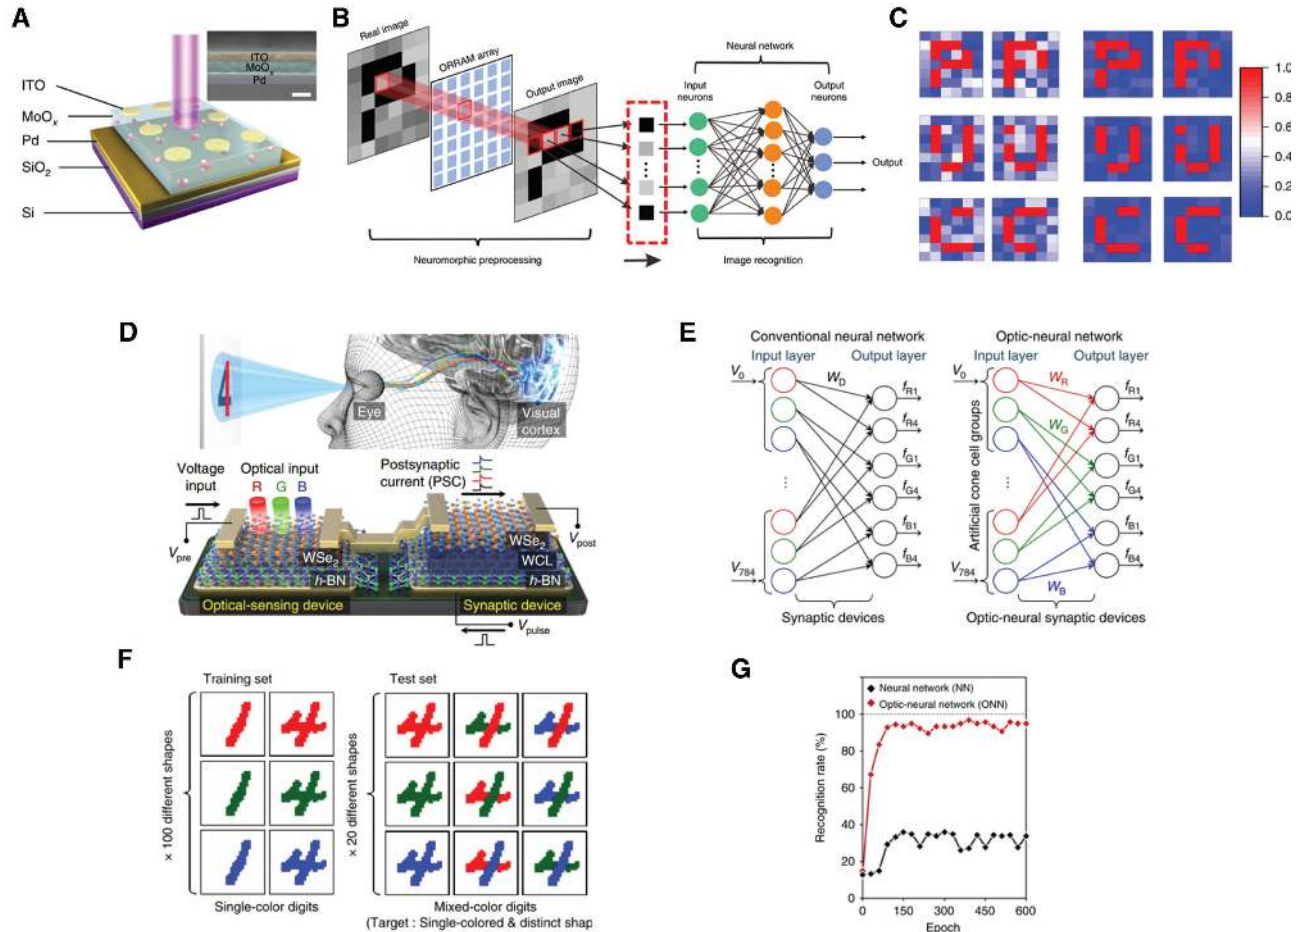 A
ITO
MoOx
Pd
SiO2
Si
ITO
MoOx
Pd
B
Real image
ORRAM array
Output image
Neural network
Input
neurons
Output
neurons
Output
Neuromorphic preprocessing
Image recognition
C
1.0
0.8
0.6
0.4
0.2
0.0
D
Eye
Visual
cortex
Voltage
input
Optical input
R G B
Postsynaptic
current (PSC)
Vpre
WSe2
h-BN
Optical-sensing device
WSe2
WCL
h-BN
Synaptic device
Vpost
Vpulse
E
Conventional neural network
Input layer Output layer
V0
WD
fR1
fR4
fG1
fG4
fB1
fB4
V784
Synaptic devices
Optic-neural network
Input layer Output layer
V0
Artificial cone cell groups
WR
WG
WB
fR1
fR4
fG1
fG4
fB1
fB4
V784
Optic-neural synaptic devices
F
Training set
× 100 different shapes
Single-color digits
Test set
× 20 different shapes
Mixed-color digits
(Target : Single-colored & distinct shap
G
Neural network (NN)
Optic-neural network (ONN)
Recognition rate (%)
100
80
60
40
20
0
0 150 300 450 600
Epoch